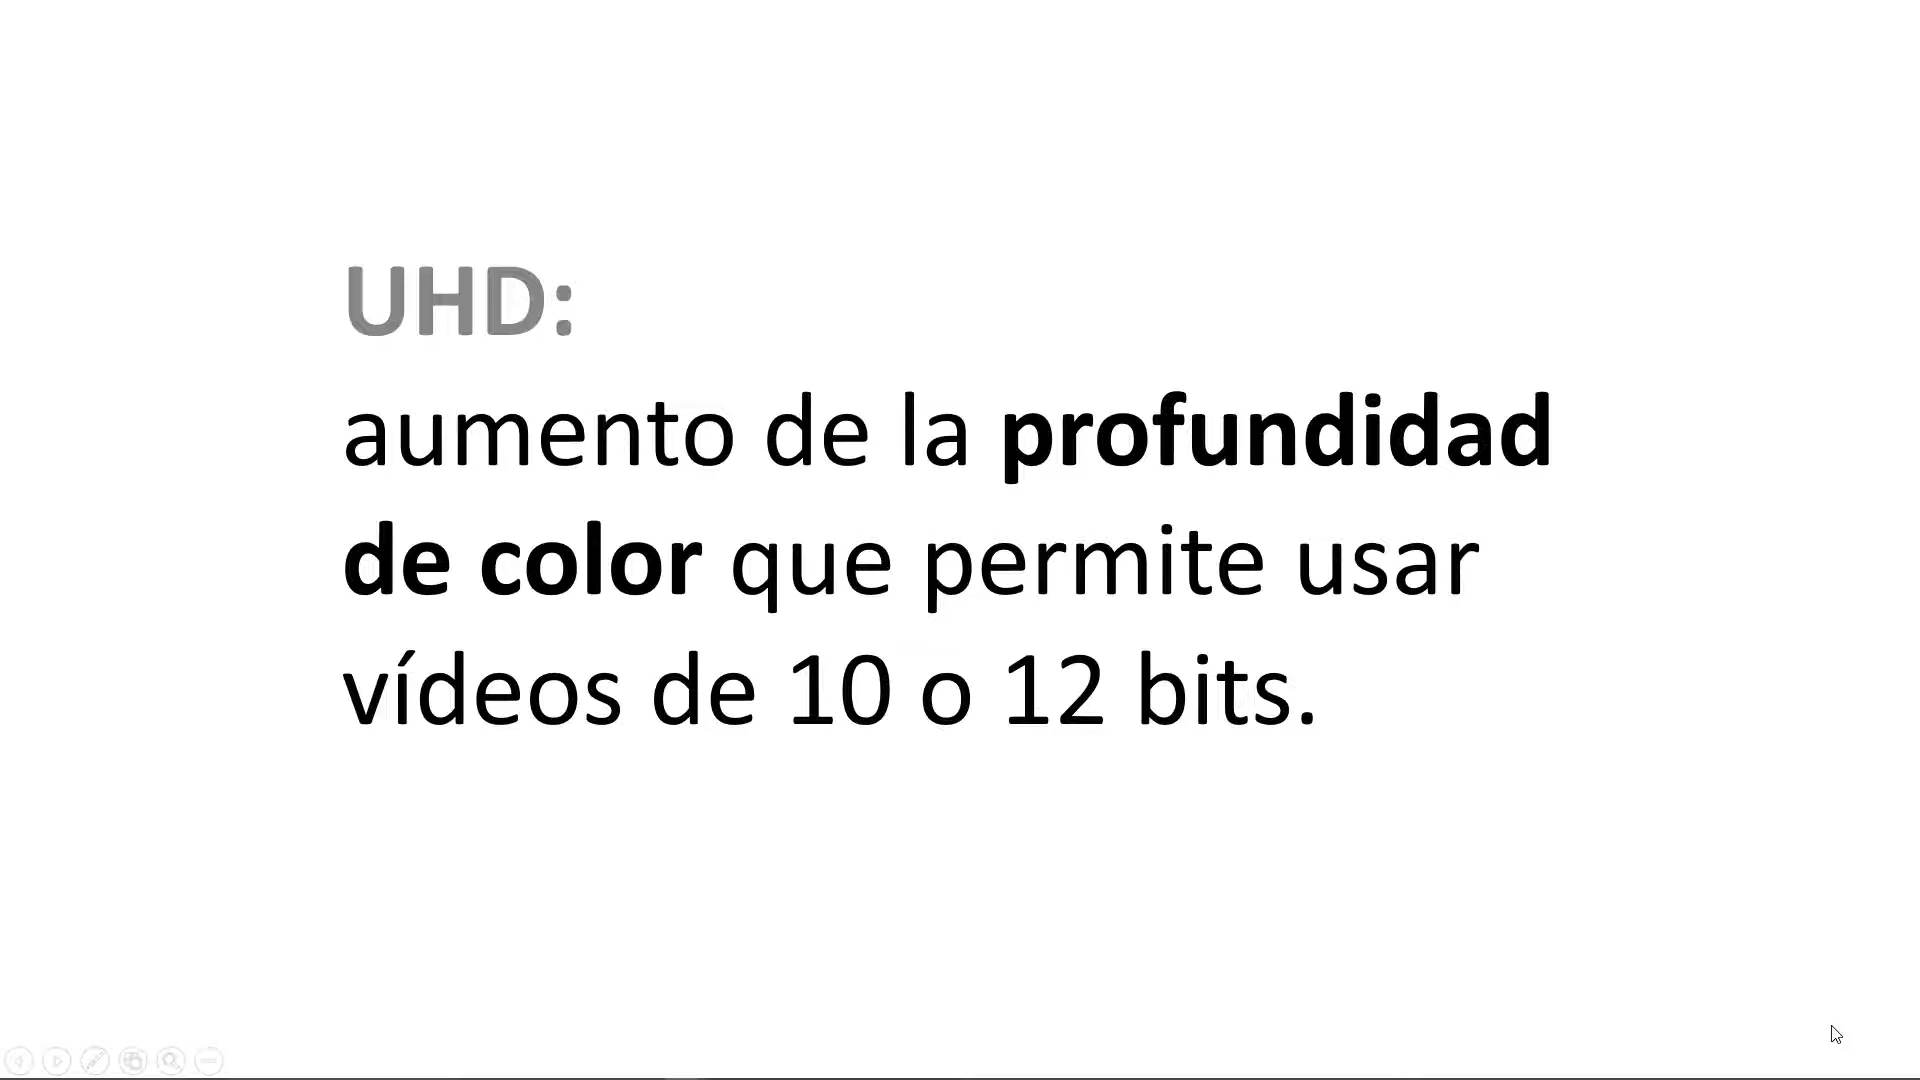 UHD:
aumento de la profundidad
de color que permite usar
vídeos de 10 o 12 bits.